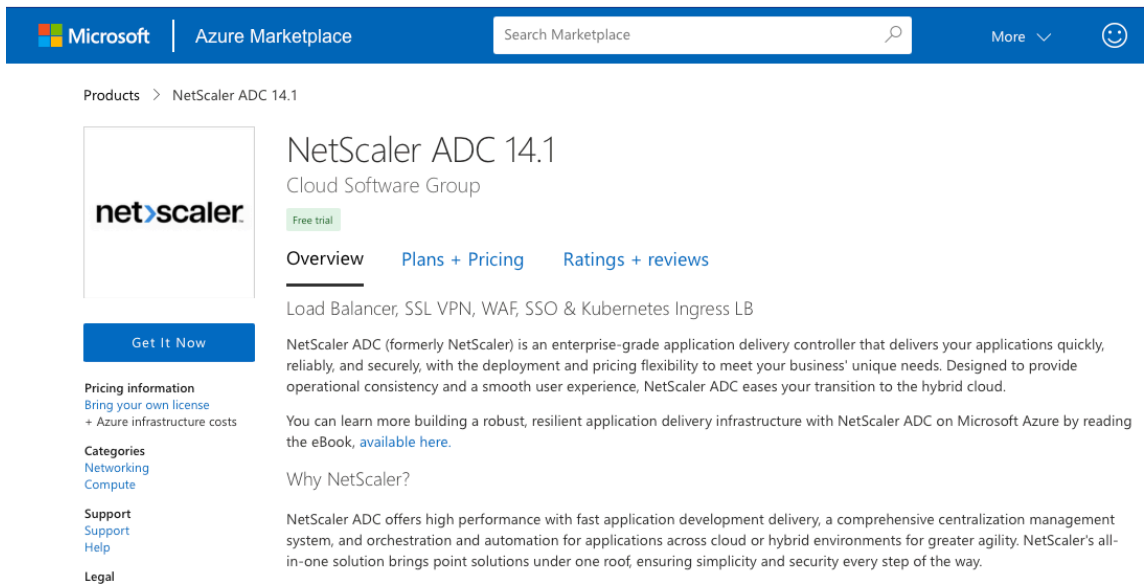 Microsoft Azure Marketplace Search Marketplace More
Products > NetScaler ADC 14.1
net>scaler.
NetScaler ADC 14.1
Cloud Software Group
Free trial
Overview Plans + Pricing Ratings + reviews
Load Balancer, SSL VPN, WAF, SSO & Kubernetes Ingress LB
Get It Now
NetScaler ADC (formerly NetScaler) is an enterprise-grade application delivery controller that delivers your applications quickly,
reliably, and securely, with the deployment and pricing flexibility to meet your business' unique needs. Designed to provide
operational consistency and a smooth user experience, NetScaler ADC eases your transition to the hybrid cloud.
You can learn more building a robust, resilient application delivery infrastructure with NetScaler ADC on Microsoft Azure by reading
the eBook, available here.
Why NetScaler?
NetScaler ADC offers high performance with fast application development delivery, a comprehensive centralization management
system, and orchestration and automation for applications across cloud or hybrid environments for greater agility. NetScaler's all-
in-one solution brings point solutions under one roof, ensuring simplicity and security every step of the way.
Pricing information
Bring your own license
+ Azure infrastructure costs
Categories
Networking
Compute
Support
Support
Help
Legal